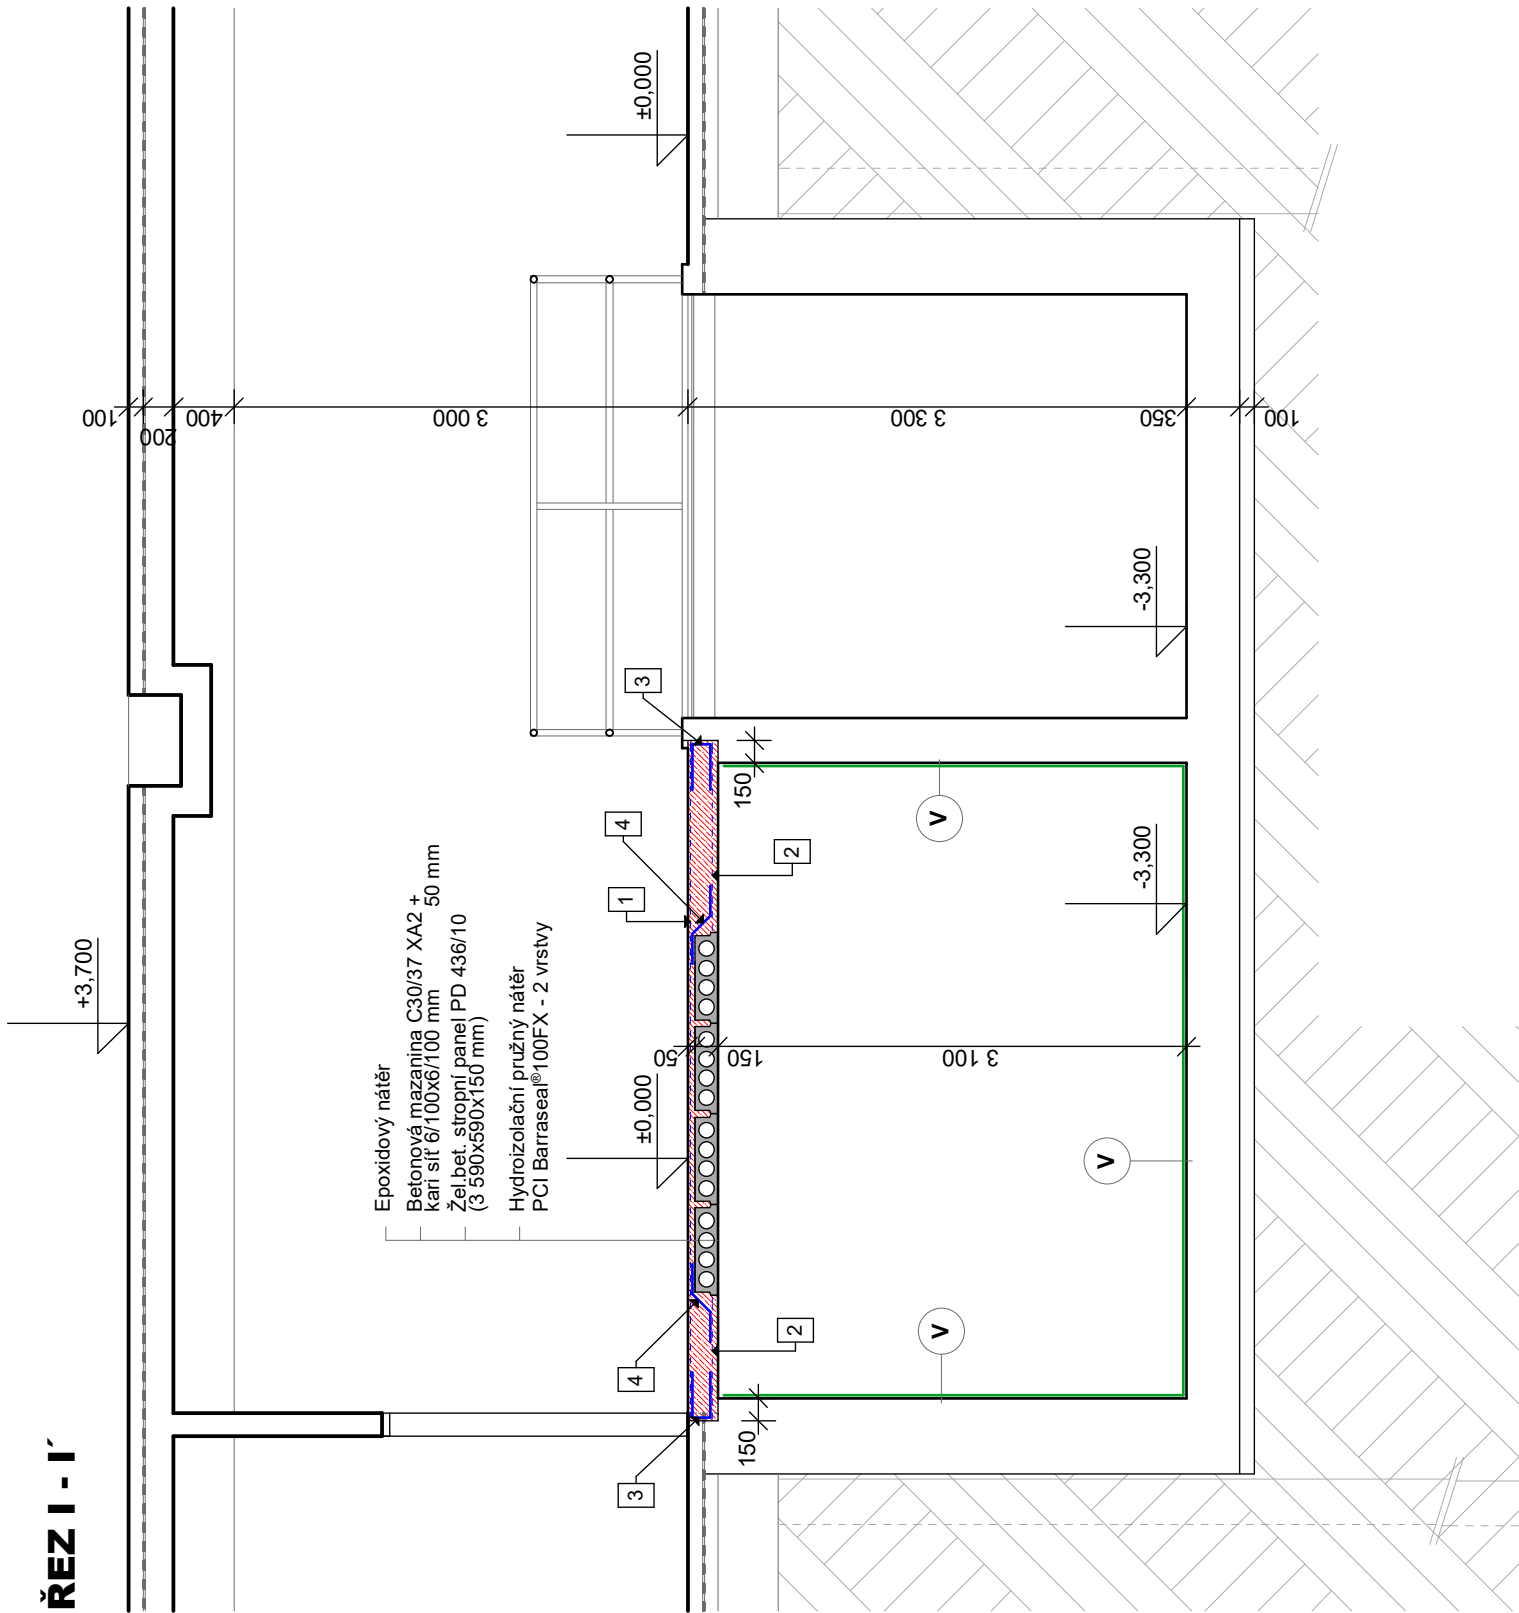 ŘEZ I - I´
+3,700
±0,000
100
200
400
3 000
3 300
350
100
Epoxidový nátěr
Betonová mazanina C30/37 XA2 +
kari síť 6/100x6/100 mm 50 mm
Žel.bet. stropní panel PD 436/10
(3 590x590x150 mm)
Hydroizolační pružný nátěr
PCI Barraseal®100FX - 2 vrstvy
±0,000
1
4
3
4
3
2
2
150
150
50
150
3 100
-3,300
-3,300
V
V
V